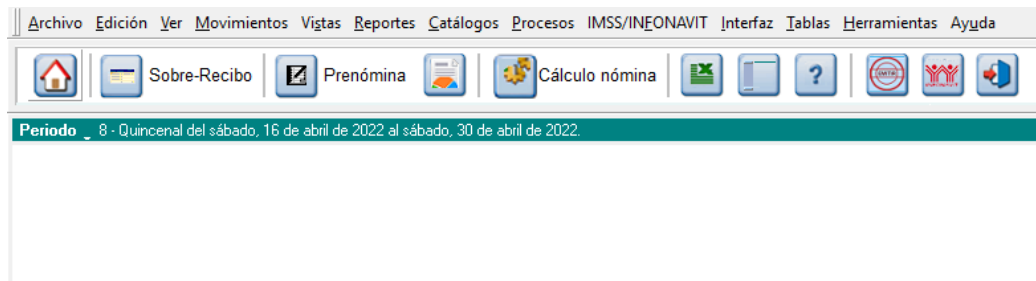 Archivo Edición Ver Movimientos Vistas Reportes Catálogos Procesos IMSS/INFONAVIT Interfaz Tablas Herramientas Ayuda
Sobre-Recibo Prenómina Cálculo nómina ? EMITIR
Periodo 8 - Quincenal del sábado, 16 de abril de 2022 al sábado, 30 de abril de 2022.